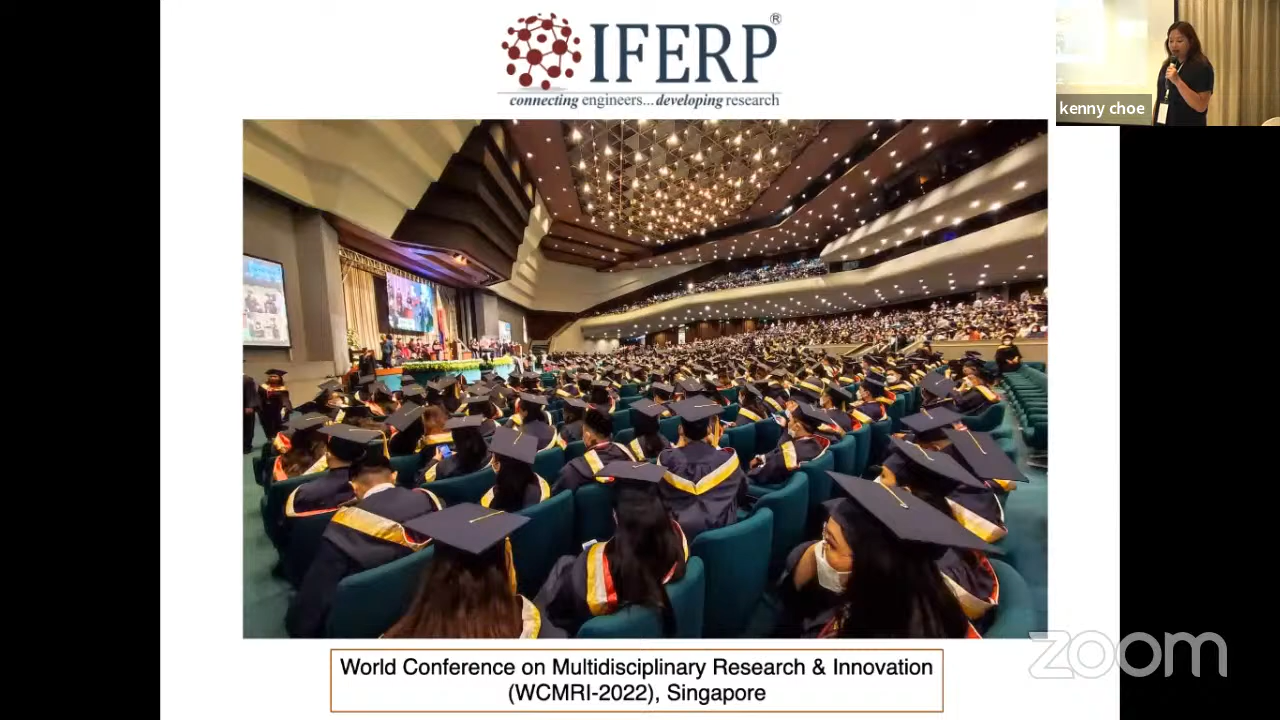 IFERP®
connecting engineers... developing research
kenny choe
World Conference on Multidisciplinary Research & Innovation
(WCMRI-2022), Singapore
zoom